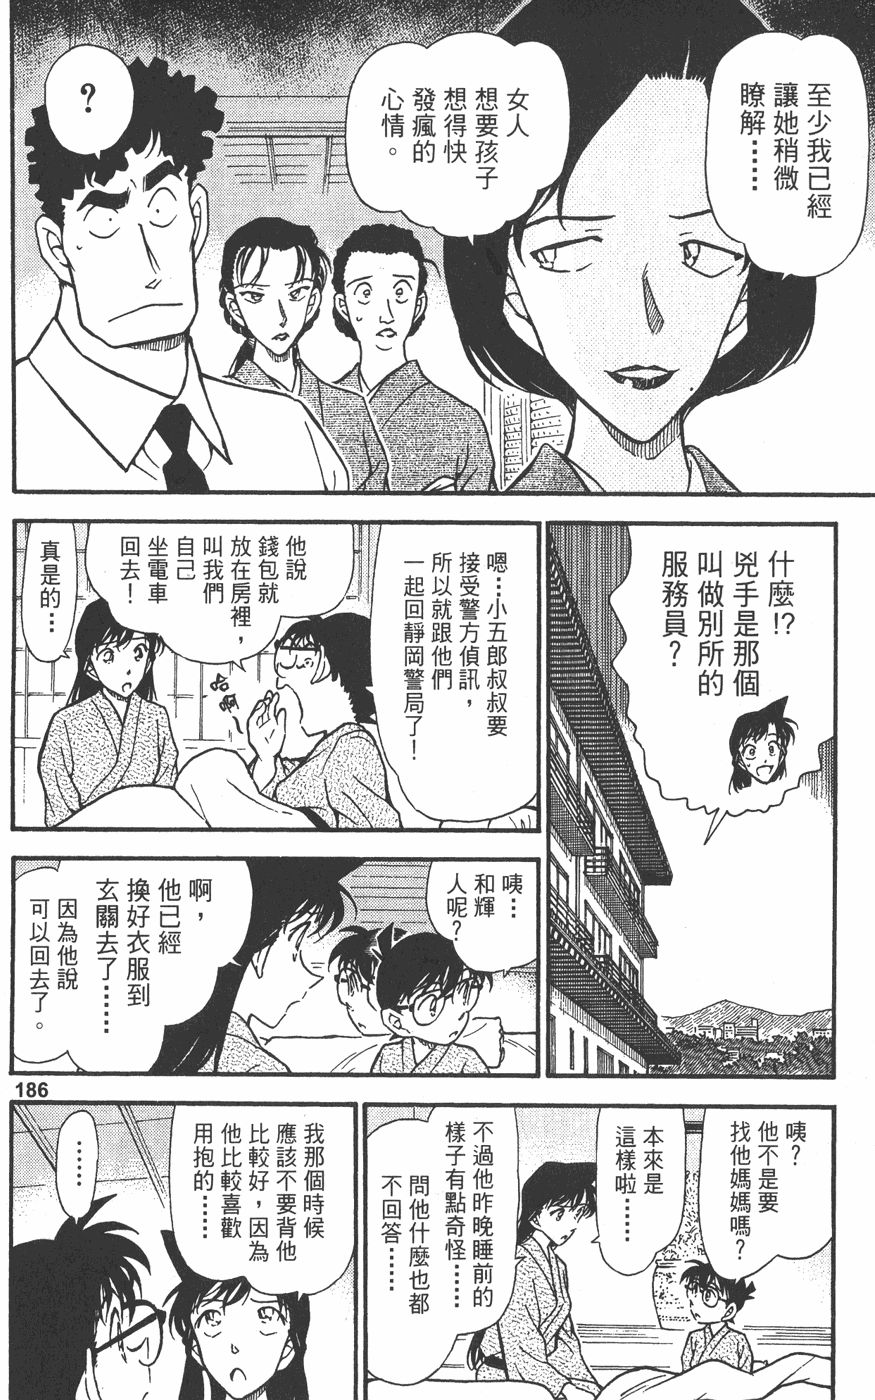 至少我已經
讓她稍微
瞭解……
女人
想要孩子
想得快
發瘋的
心情。
？
什麼!?
兇手是那個
叫做別所的
服務員？
嗯…小五郎叔叔要
接受警方偵訊，
所以就跟他們
一起回靜岡警局了！
他說
錢包就
放在房裡，
叫我們
自己
坐電車
回去！
哈啊
真是的…
咦…
和輝
人呢？
啊，
他已經
換好衣服到
玄關去了……
因為他說
可以回去了。
186
咦？
他不是要
找他媽媽嗎？
本來是
這樣啦……
不過他昨晚睡前的
樣子有點奇怪……
問他什麼也都
不回答……
我那個時候
應該不要背他
比較好，因為
他比較喜歡
用抱的……
……